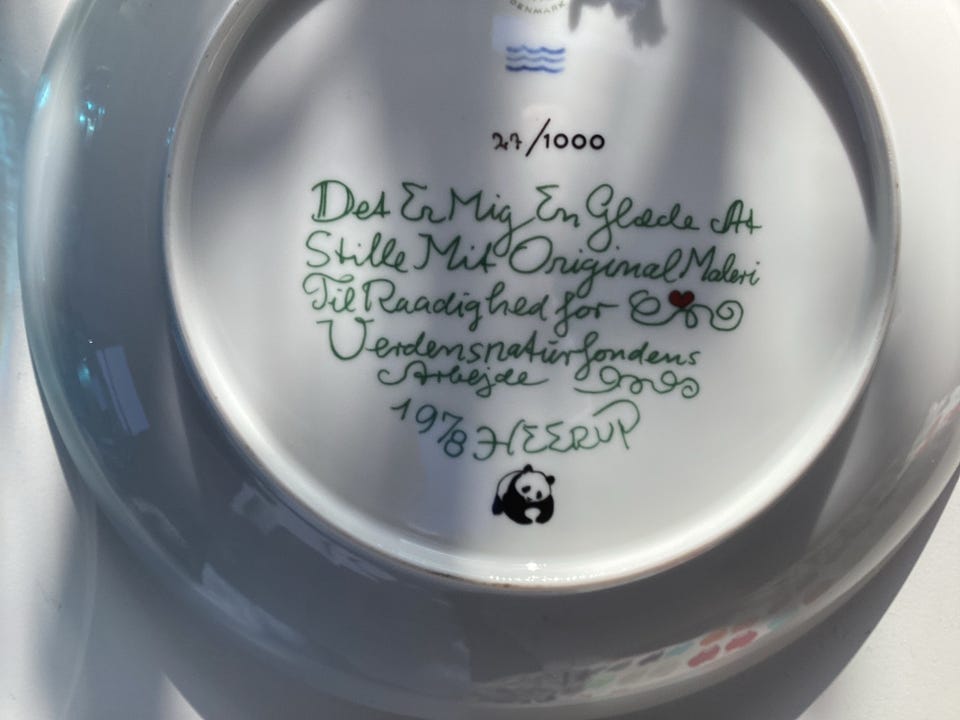 DENMARK
27/1000
Det Er Mig En Glæde At
Stille Mit Original Maleri
Til Raadighed for
Verdensnaturfondens
Arbejde
1978 HEERUP